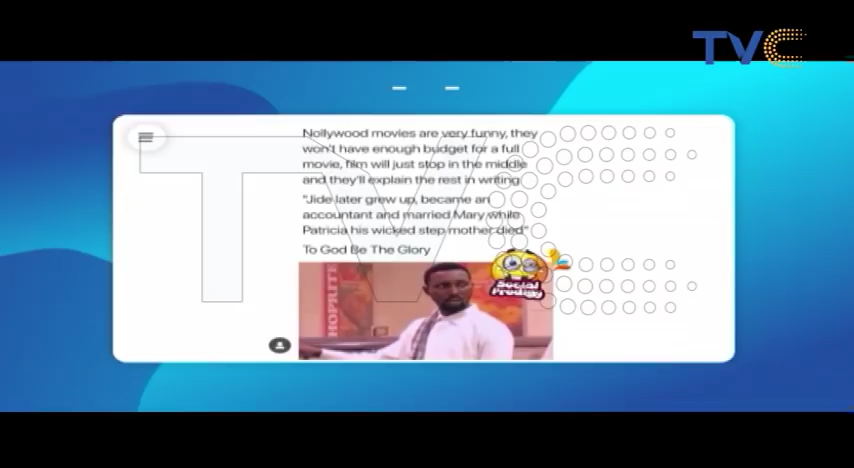 TVC
Nollywood movies are very funny, they
won't have enough budget for a full
movie, film will just stop in the middle
and they'll explain the rest in writing
"Jide later grew up, became an
accountant and married Mary while
Patricia his wicked step mother died"
To God Be The Glory
HOPRITE
Social
Prodigy